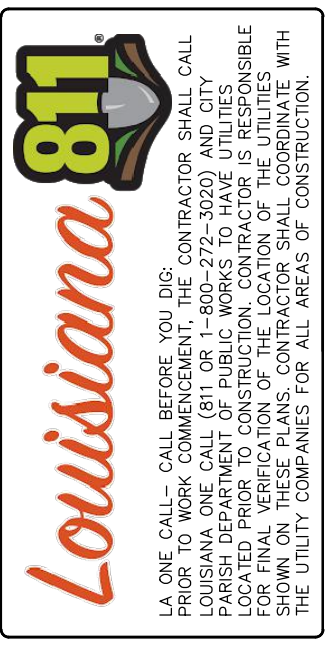 Louisiana 811®
LA ONE CALL– CALL BEFORE YOU DIG:
PRIOR TO WORK COMMENCEMENT, THE CONTRACTOR SHALL CALL
LOUISIANA ONE CALL (811 OR 1–800–272–3020) AND CITY
PARISH DEPARTMENT OF PUBLIC WORKS TO HAVE UTILITIES
LOCATED PRIOR TO CONSTRUCTION. CONTRACTOR IS RESPONSIBLE
FOR FINAL VERIFICATION OF THE LOCATION OF THE UTILITIES
SHOWN ON THESE PLANS. CONTRACTOR SHALL COORDINATE WITH
THE UTILITY COMPANIES FOR ALL AREAS OF CONSTRUCTION.